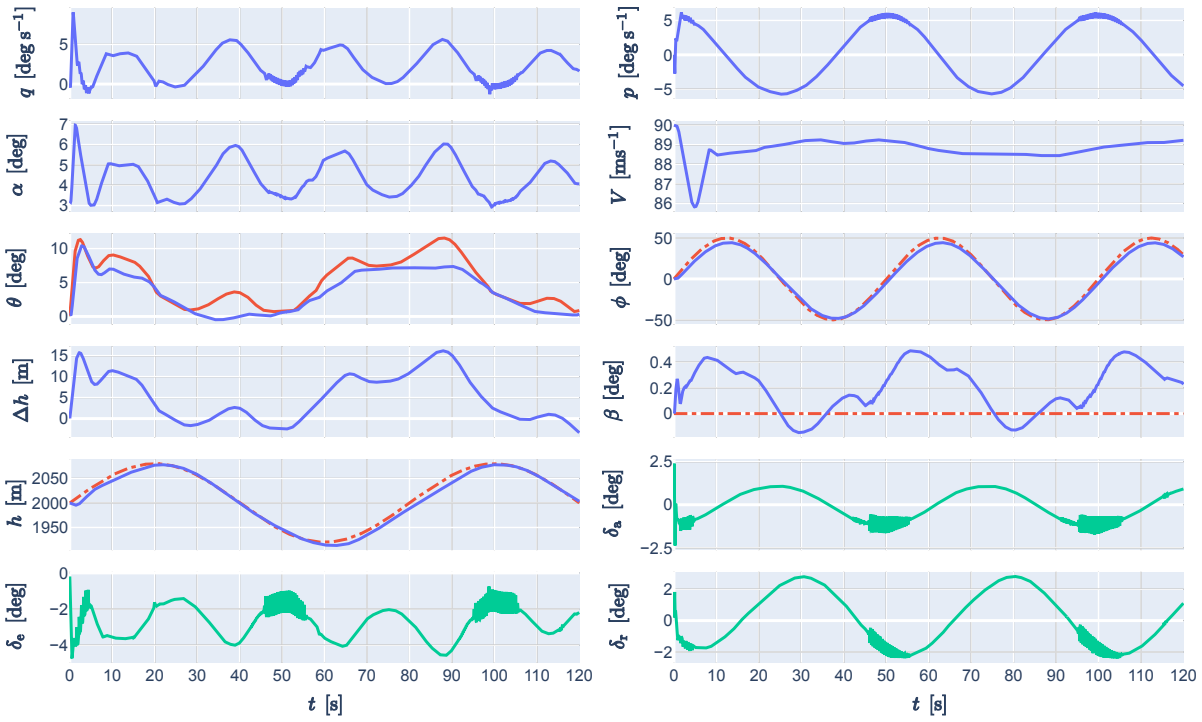 q [deg s⁻¹]
5
0
p [deg s⁻¹]
5
0
−5
α [deg]
7
6
5
4
3
V [ms⁻¹]
90
89
88
87
86
θ [deg]
10
5
0
ϕ [deg]
50
0
−50
Δh [m]
15
10
5
0
β [deg]
0.4
0.2
0
h [m]
2050
2000
1950
δₐ [deg]
2.5
0
−2.5
δₑ [deg]
0
−2
−4
0 10 20 30 40 50 60 70 80 90 100 110 120
t [s]
δᵣ [deg]
2
0
−2
0 10 20 30 40 50 60 70 80 90 100 110 120
t [s]